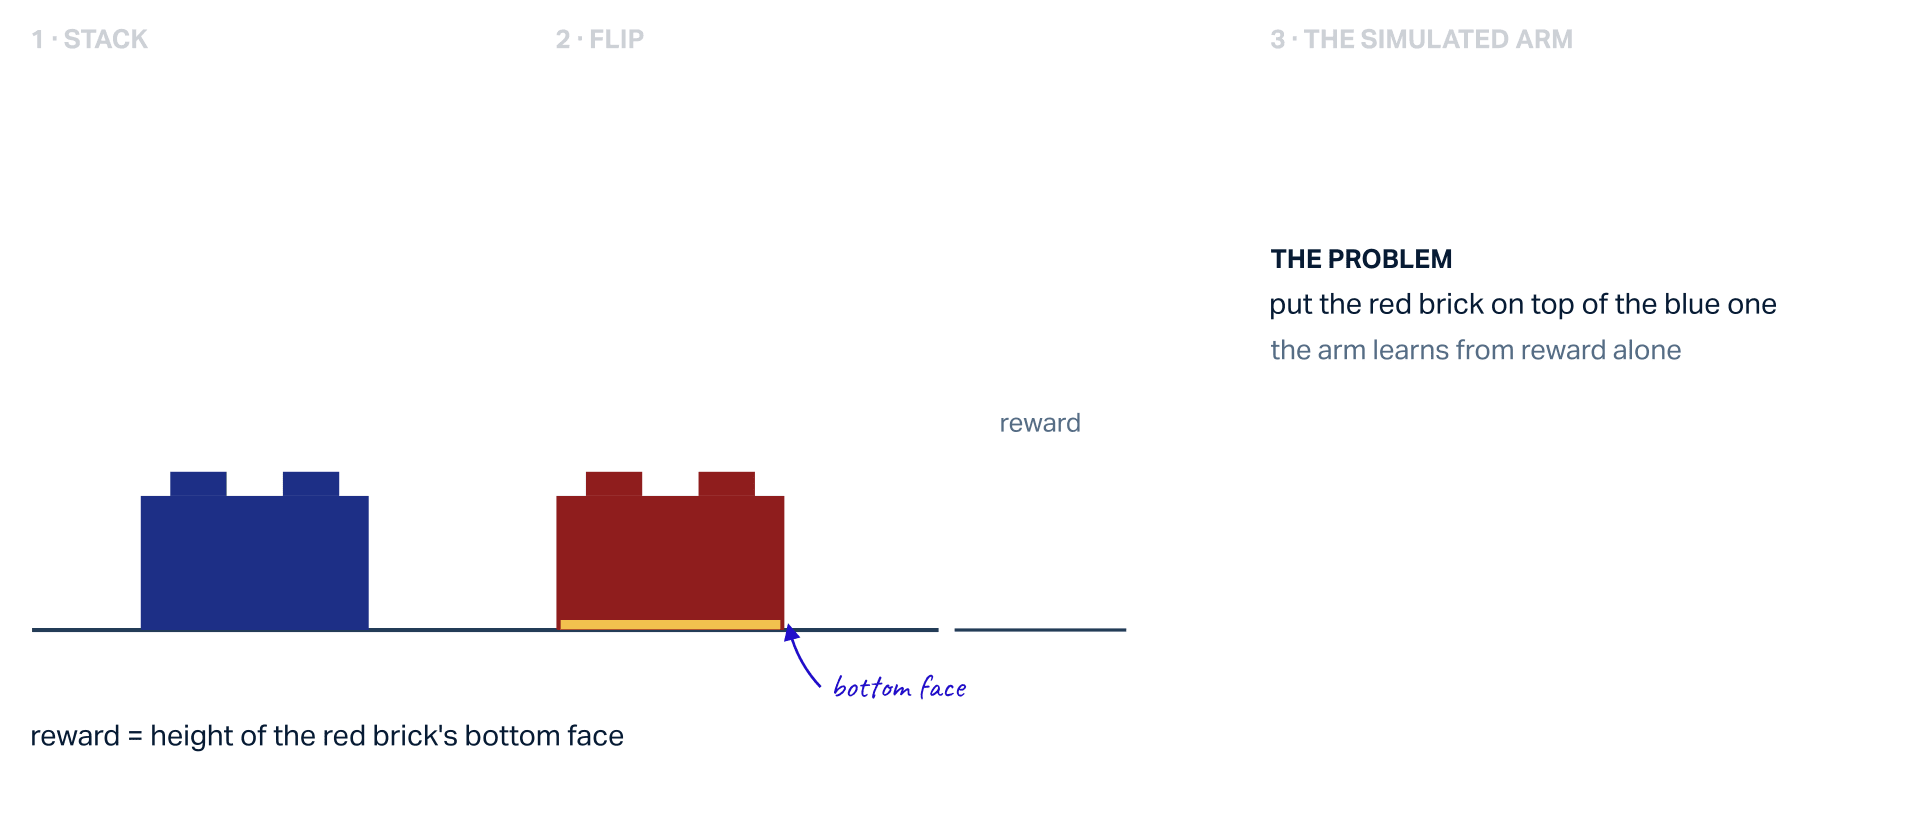 1 · STACK
2 · FLIP
3 · THE SIMULATED ARM
THE PROBLEM
put the red brick on top of the blue one
the arm learns from reward alone
reward
bottom face
reward = height of the red brick's bottom face